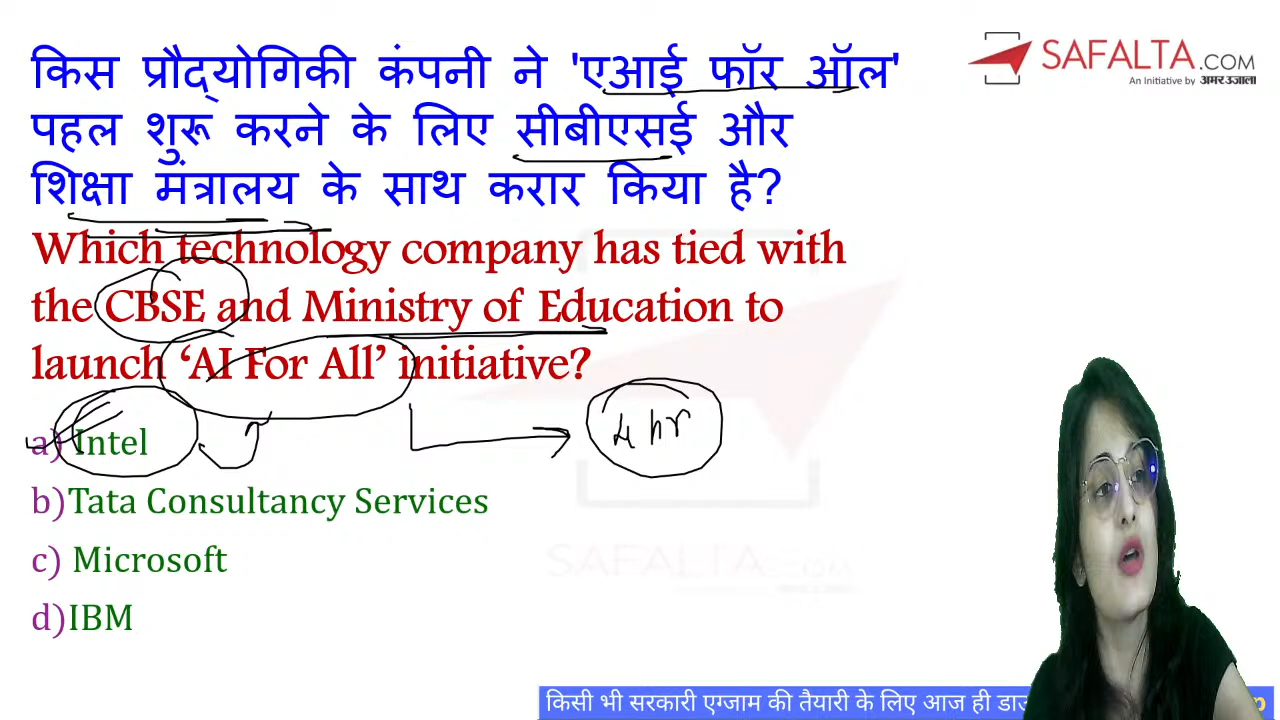 किस प्रौद्योगिकी कंपनी ने 'एआई फॉर ऑल'
पहल शुरू करने के लिए सीबीएसई और
शिक्षा मंत्रालय के साथ करार किया है?
Which technology company has tied with
the CBSE and Ministry of Education to
launch ‘AI For All’ initiative?
a) Intel
4 hr
b)Tata Consultancy Services
c) Microsoft
d)IBM
SAFALTA.COM
An Initiative by अमर उजाला
SAFALTA.COM
किसी भी सरकारी एग्जाम की तैयारी के लिए आज ही